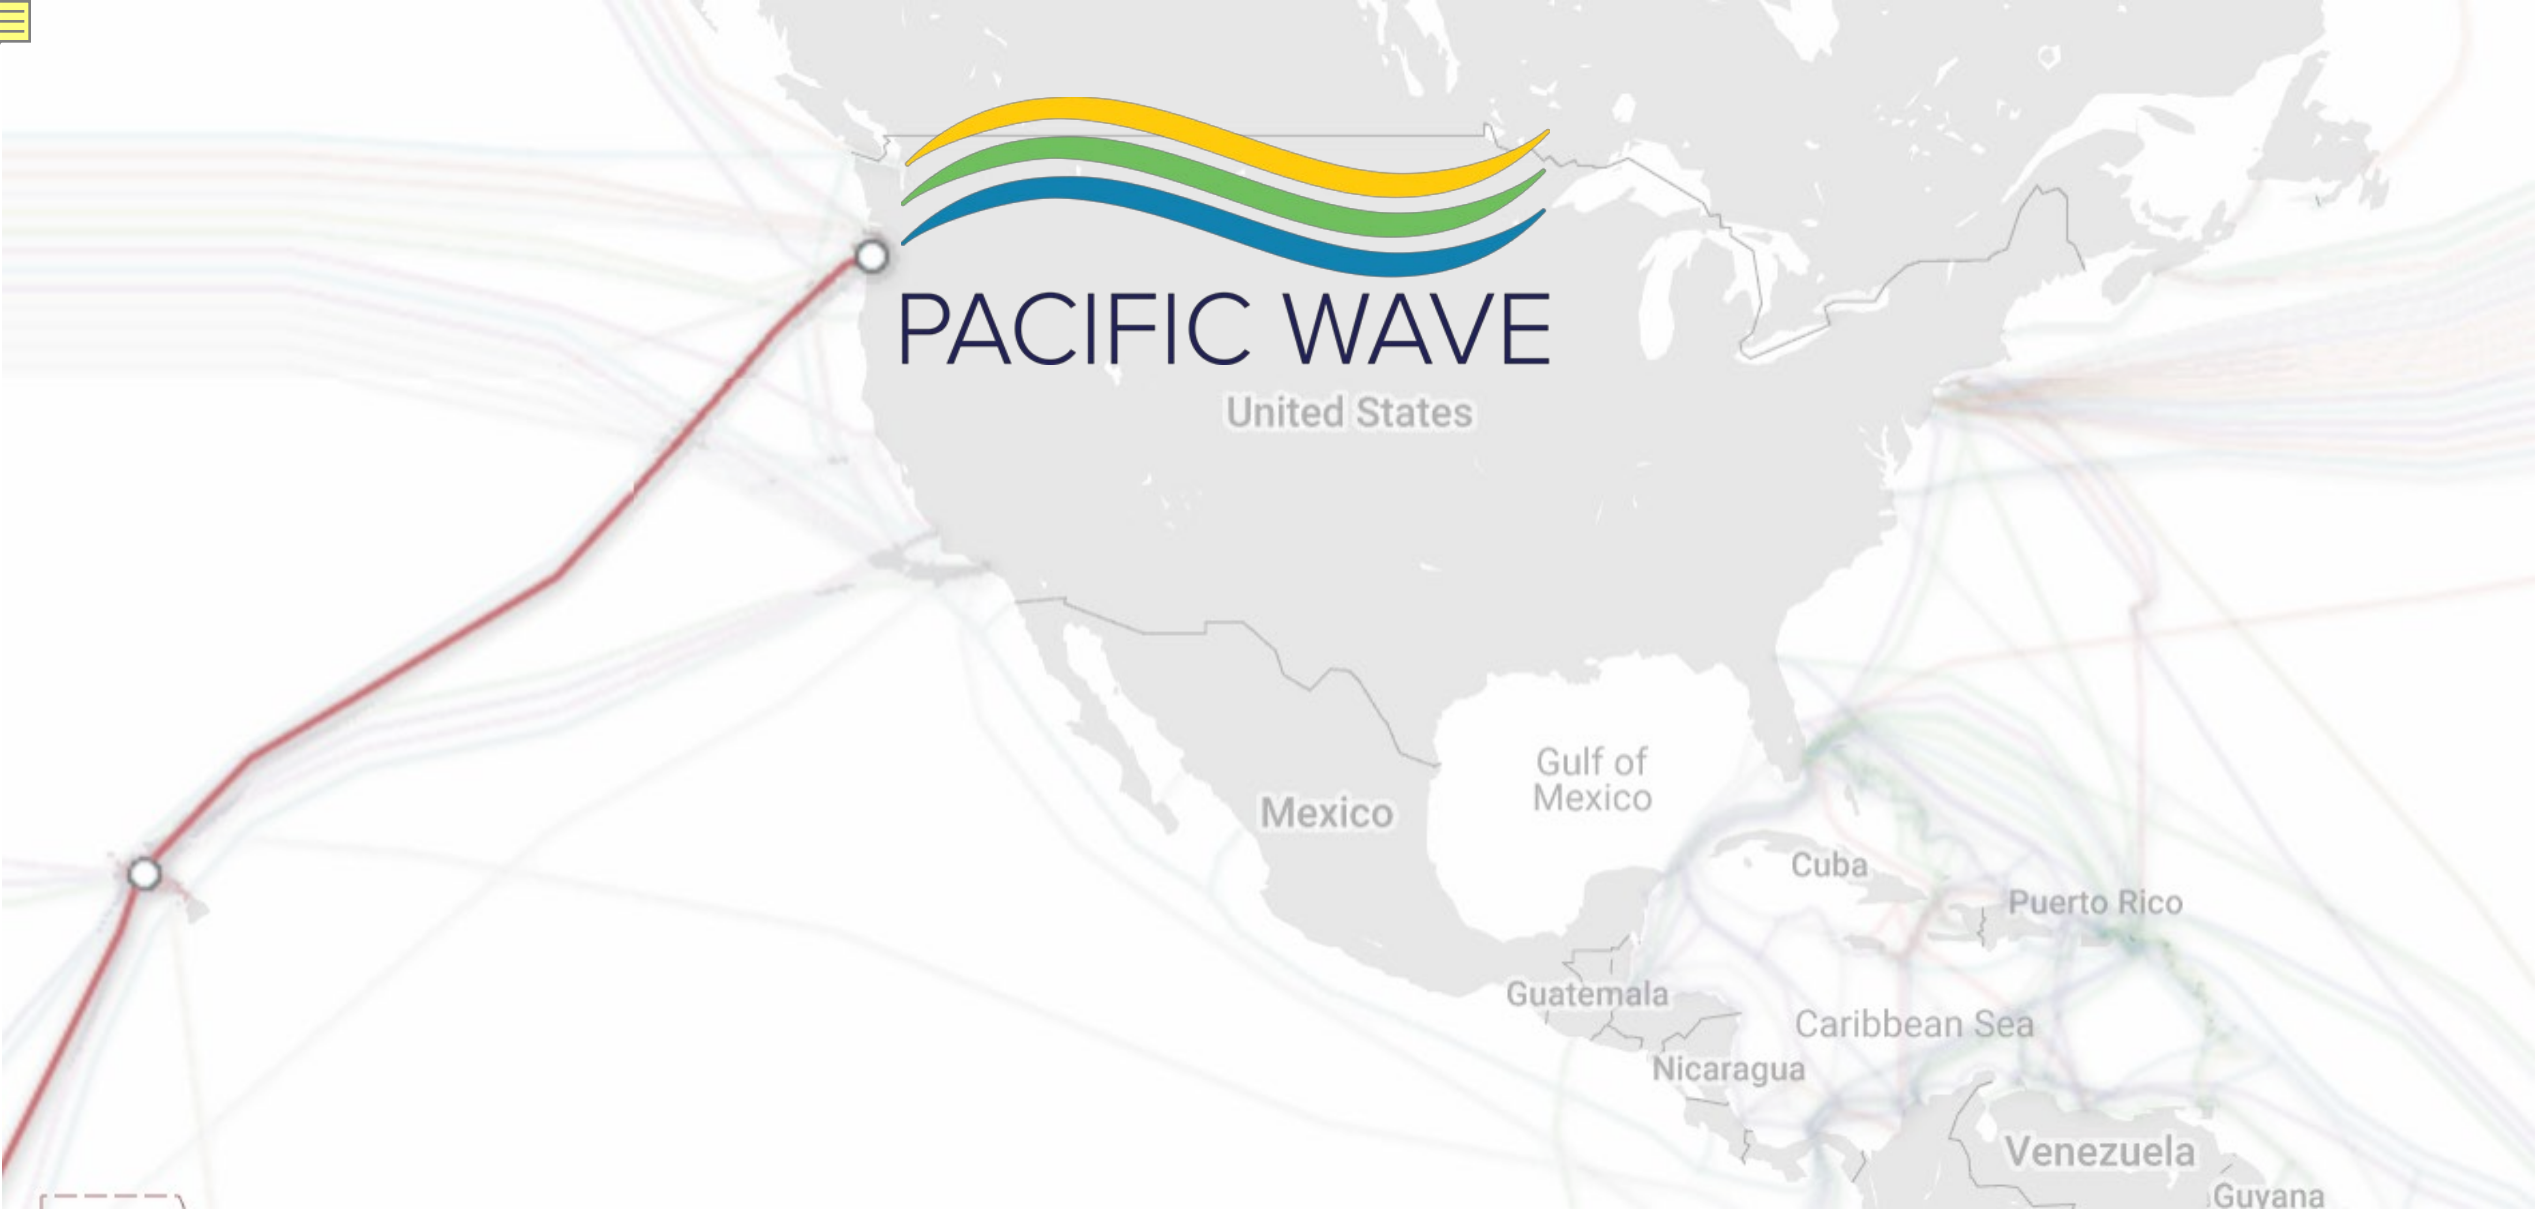 PACIFIC WAVE
United States
Gulf of
Mexico
Mexico
Cuba
Puerto Rico
Guatemala
Caribbean Sea
Nicaragua
Venezuela
Guyana